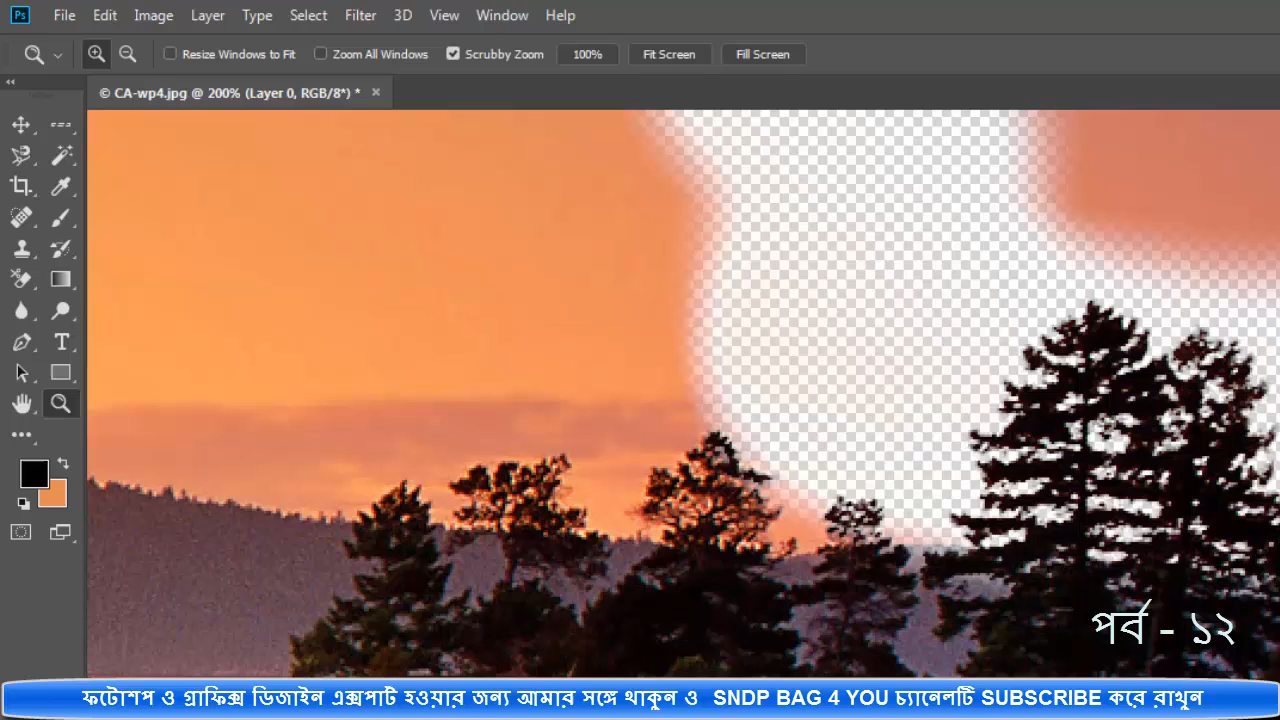 Ps File Edit Image Layer Type Select Filter 3D View Window Help
Resize Windows to Fit Zoom All Windows Scrubby Zoom 100% Fit Screen Fill Screen
© CA-wp4.jpg @ 200% (Layer 0, RGB/8*) * ×
T
পর্ব - ১২
ফটোশপ ও গ্রাফিক্স ডিজাইন এক্সপার্ট হওয়ার জন্য আমার সঙ্গে থাকুন ও SNDP BAG 4 YOU চ্যানেলটি SUBSCRIBE করে রাখুন